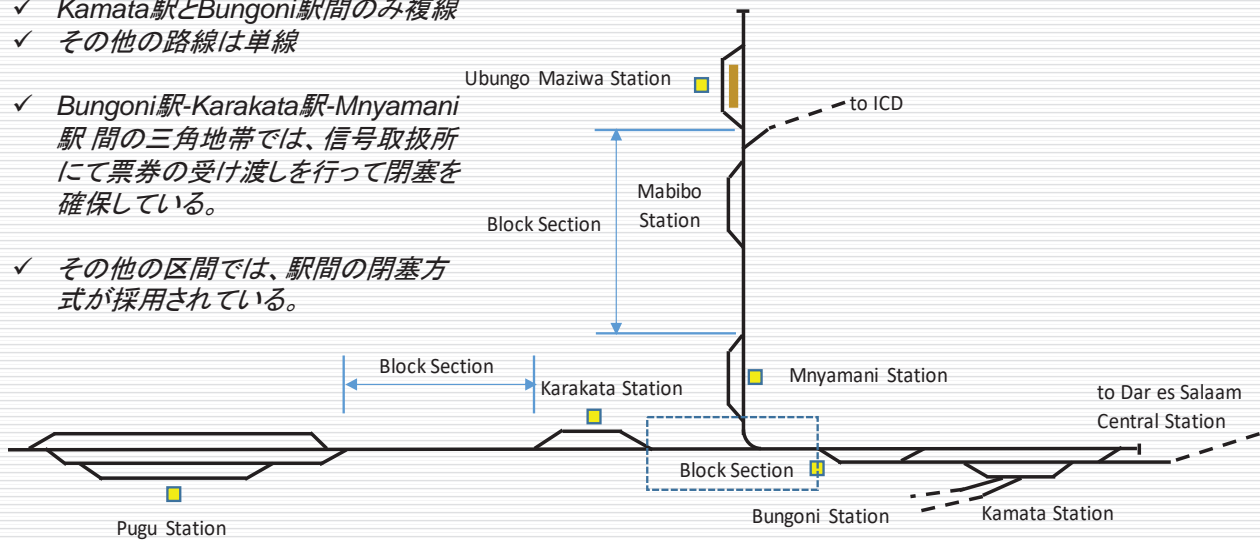 ✓ Kamata駅とBungoni駅間のみ複線
✓ その他の路線は単線
✓ Bungoni駅-Karakata駅-Mnyamani
駅 間の三角地帯では、信号取扱所
にて票券の受け渡しを行って閉塞を
確保している。
✓ その他の区間では、駅間の閉塞方
式が採用されている。
Ubungo Maziwa Station
to ICD
Mabibo
Station
Block Section
Block Section
Karakata Station
Mnyamani Station
to Dar es Salaam
Central Station
Block Section
Bungoni Station
Kamata Station
Pugu Station